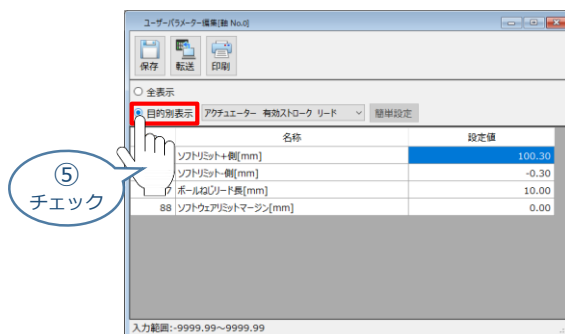 ユーザーパラメーター編集[軸 No.0]
保存 転送 印刷
全表示
目的別表示 アクチュエーター 有効ストローク リード 簡単設定
名称 設定値
ソフトリミット+側[mm] 100.30
ソフトリミット-側[mm] -0.30
7 ボールねじリード長[mm] 10.00
88 ソフトウェアリミットマージン[mm] 0.00
⑤
チェック
入力範囲:-9999.99～9999.99